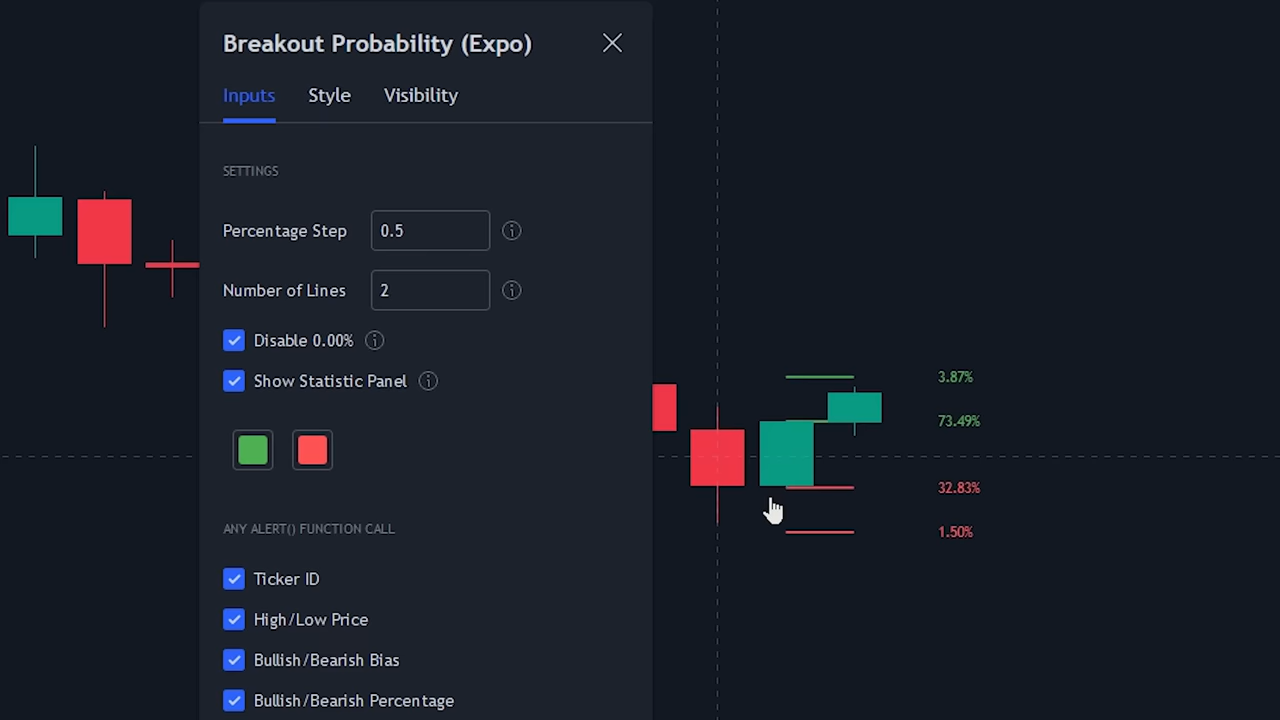 Breakout Probability (Expo)
Inputs Style Visibility
SETTINGS
Percentage Step 0.5
Number of Lines 2
Disable 0.00%
Show Statistic Panel
ANY ALERT() FUNCTION CALL
Ticker ID
High/Low Price
Bullish/Bearish Bias
Bullish/Bearish Percentage
3.87%
73.49%
32.83%
1.50%